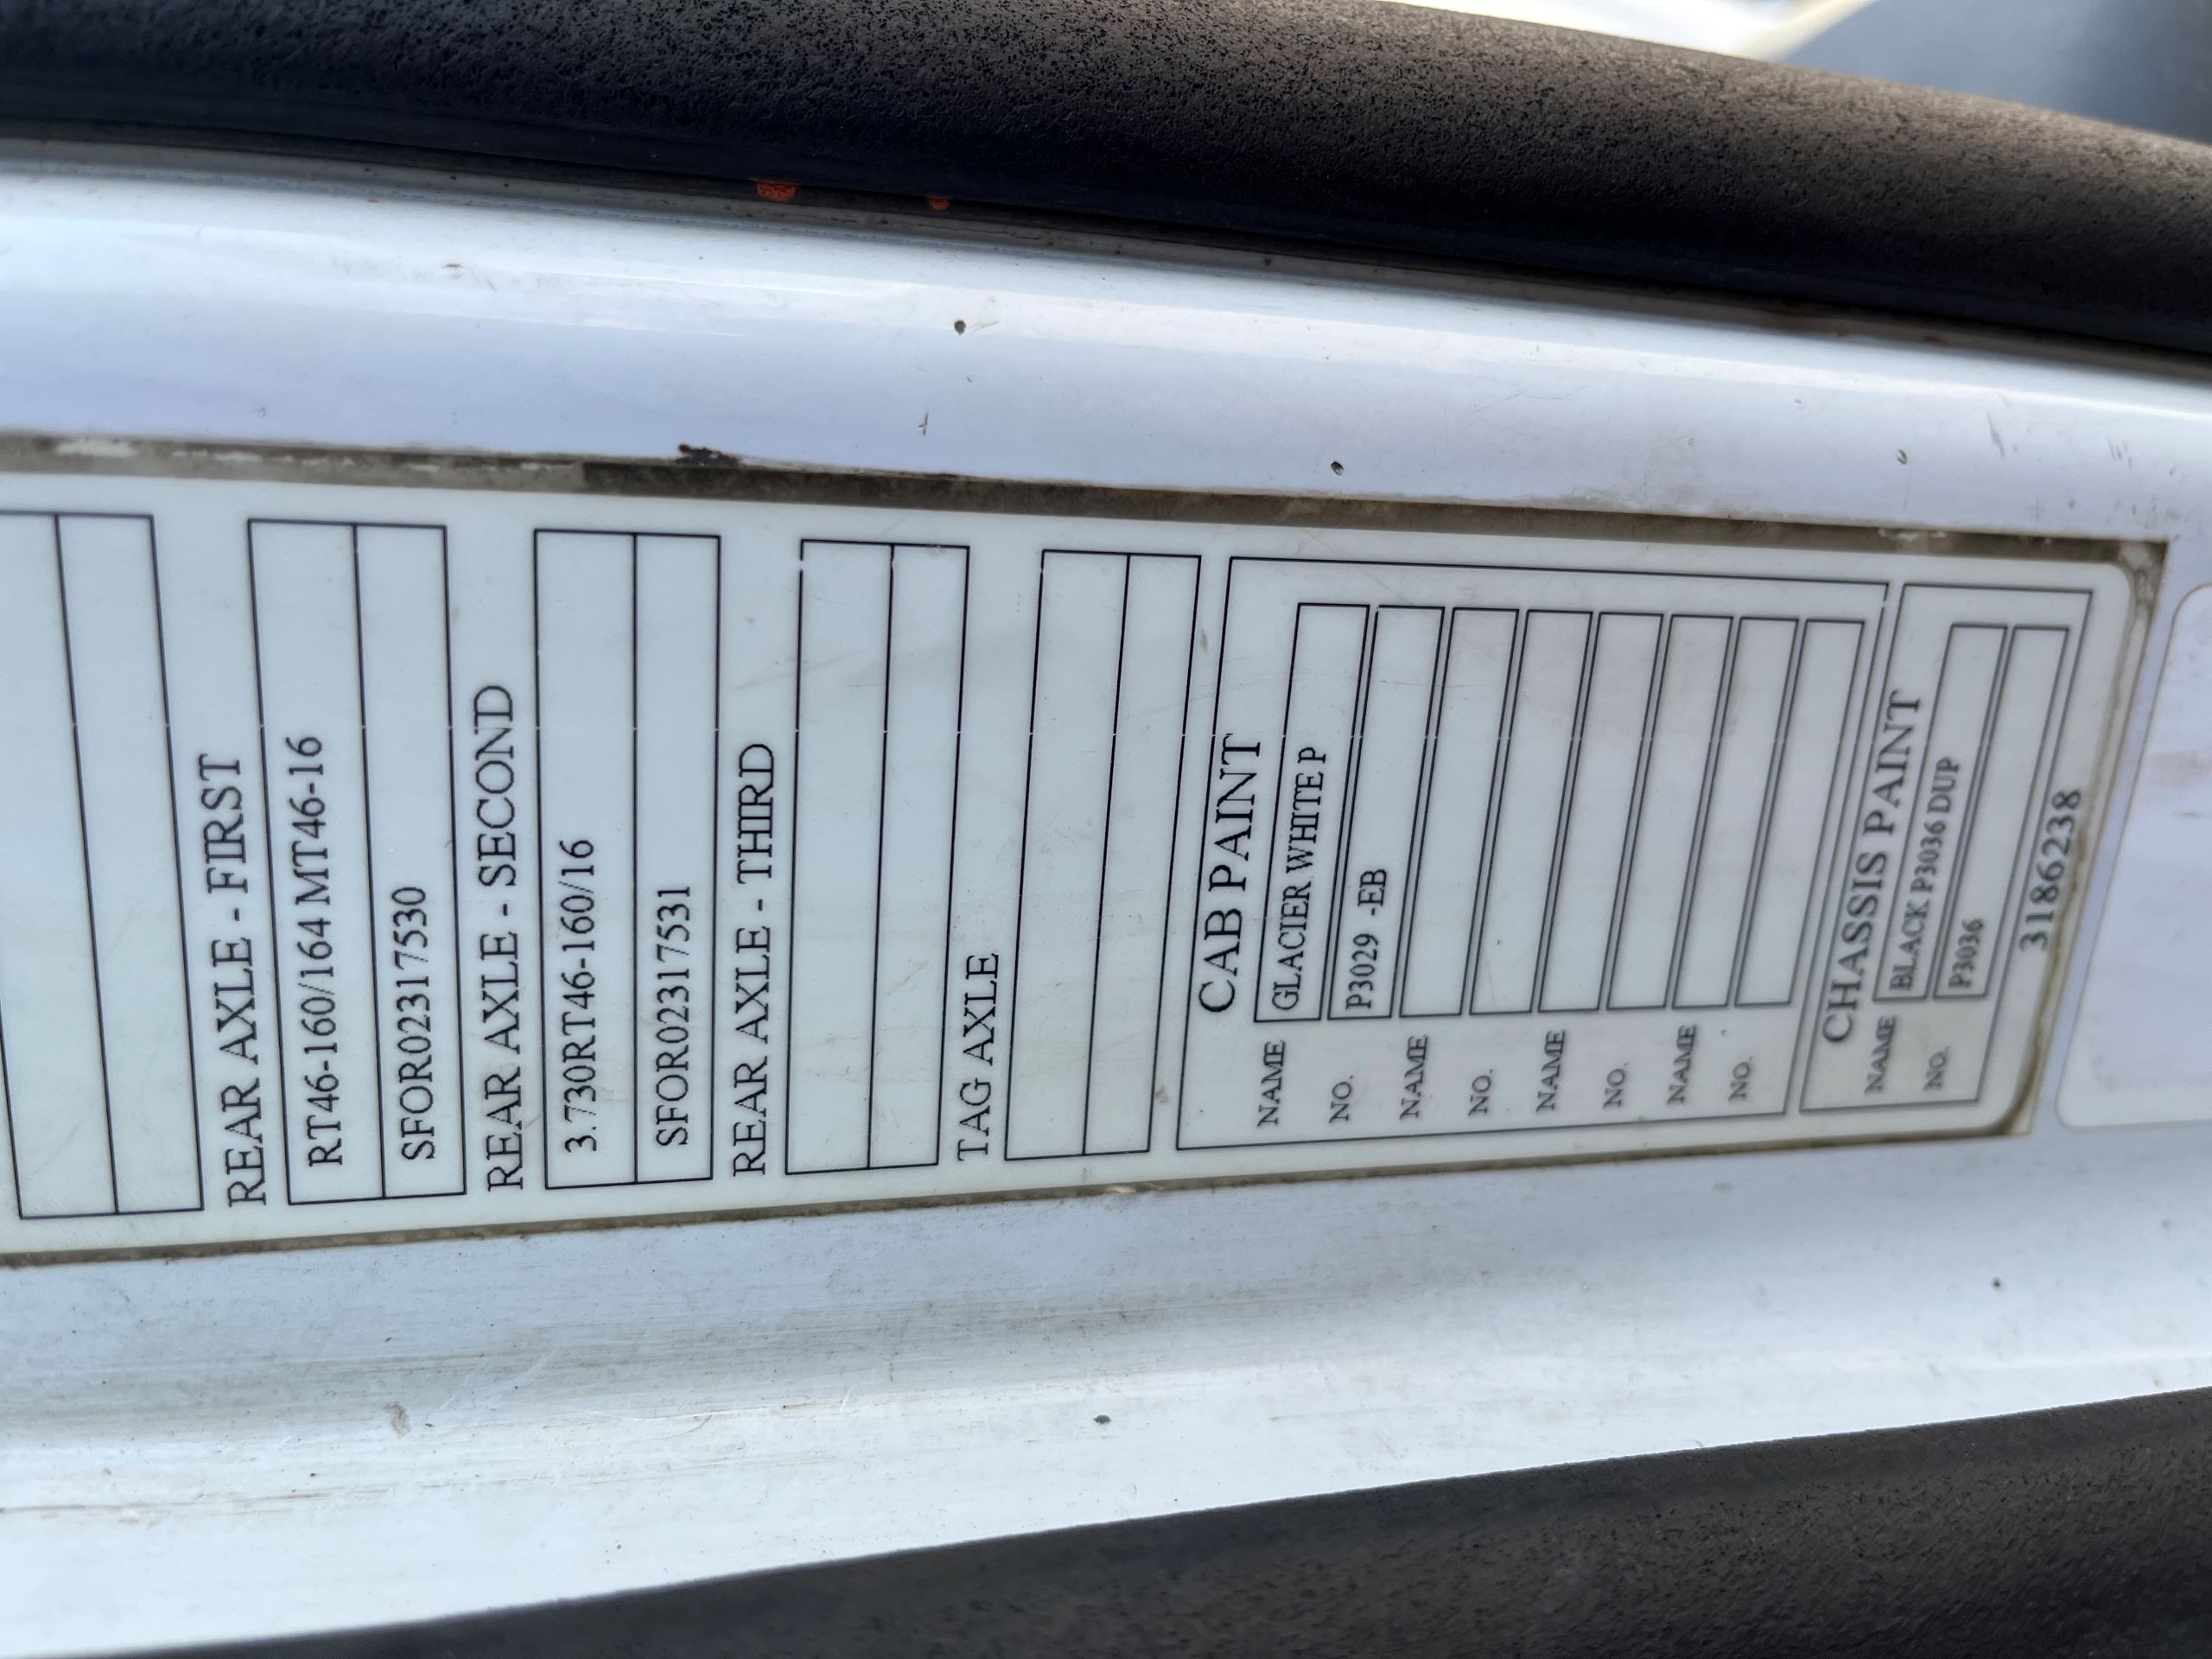 REAR AXLE - FIRST
RT46-160/164 MT46-16
SFOR02317530
REAR AXLE - SECOND
3.730RT46-160/16
SFOR02317531
REAR AXLE - THIRD
TAG AXLE
CAB PAINT
NAME GLACIER WHITE P
NO. P3029 -EB
NAME
NO.
NAME
NO.
NAME
NO.
CHASSIS PAINT
NAME BLACK P3036 DUP
NO. P3036
31862238